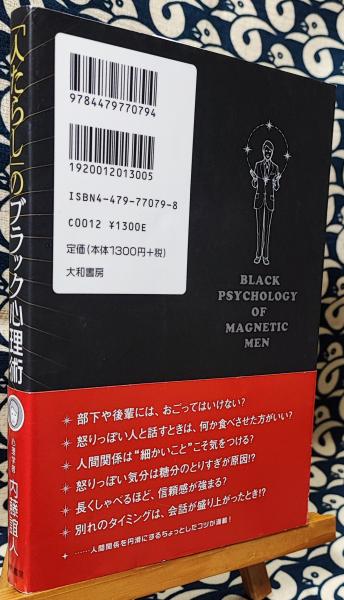 「人たらし」のブラック心理術
心理学者 内藤誼人
9784479770794
1920012013005
ISBN4-479-77079-8
C0012 ¥1300E
定価(本体1300円+税)
大和書房
BLACK
PSYCHOLOGY
OF
MAGNETIC
MEN
部下や後輩には、おごってはいけない?
怒りっぽい人と話すときは、何か食べさせた方がいい?
人間関係は“細かいこと”こそ気をつける?
怒りっぽい気分は糖分のとりすぎが原因!?
長くしゃべるほど、信頼感が強まる?
別れのタイミングは、会話が盛り上がったとき!?
……人間関係を円滑にするちょっとしたコツが満載!